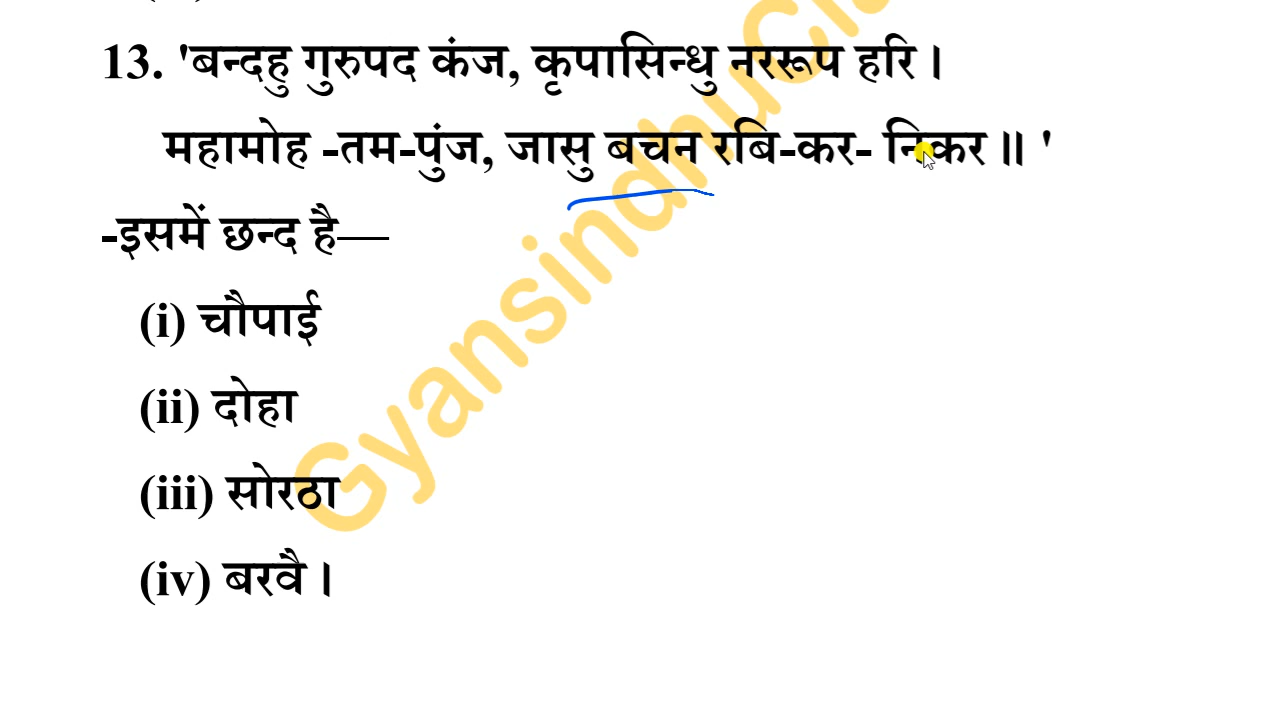 13. 'बन्दहु गुरुपद कंज, कृपासिन्धु नररूप हरि ।
महामोह -तम-पुंज, जासु बचन रबि-कर- निकर ॥ '
-इसमें छन्द है—
(i) चौपाई
(ii) दोहा
(iii) सोरठा
(iv) बरवै ।